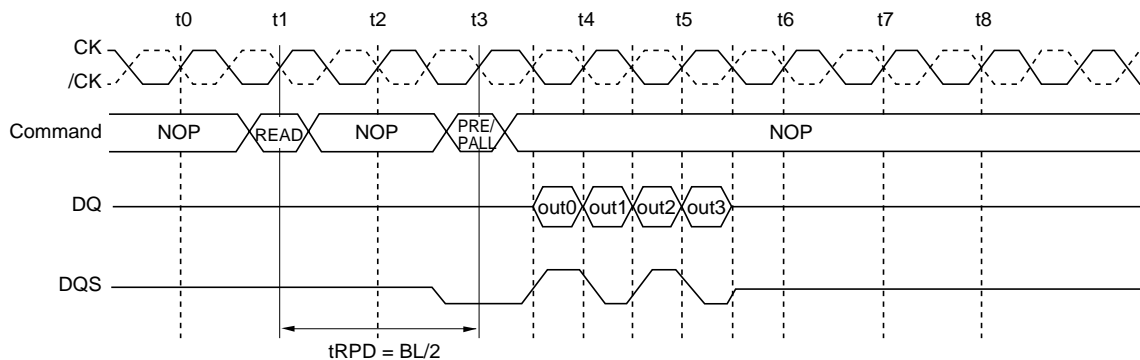 t0 t1 t2 t3 t4 t5 t6 t7 t8
CK
/CK
Command NOP READ NOP PRE/ PALL NOP
DQ out0 out1 out2 out3
DQS
tRPD = BL/2